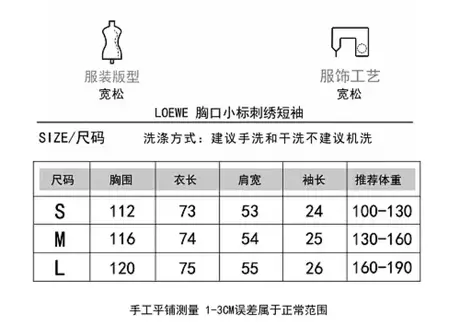 服装版型 服饰工艺
宽松 宽松
LOEWE 胸口小标刺绣短袖
SIZE/尺码 洗涤方式：建议手洗和干洗不建议机洗
尺码 胸围 衣长 肩宽 袖长 推荐体重
S 112 73 53 24 100-130
M 116 74 54 25 130-160
L 120 75 55 26 160-190
手工平铺测量 1-3CM误差属于正常范围